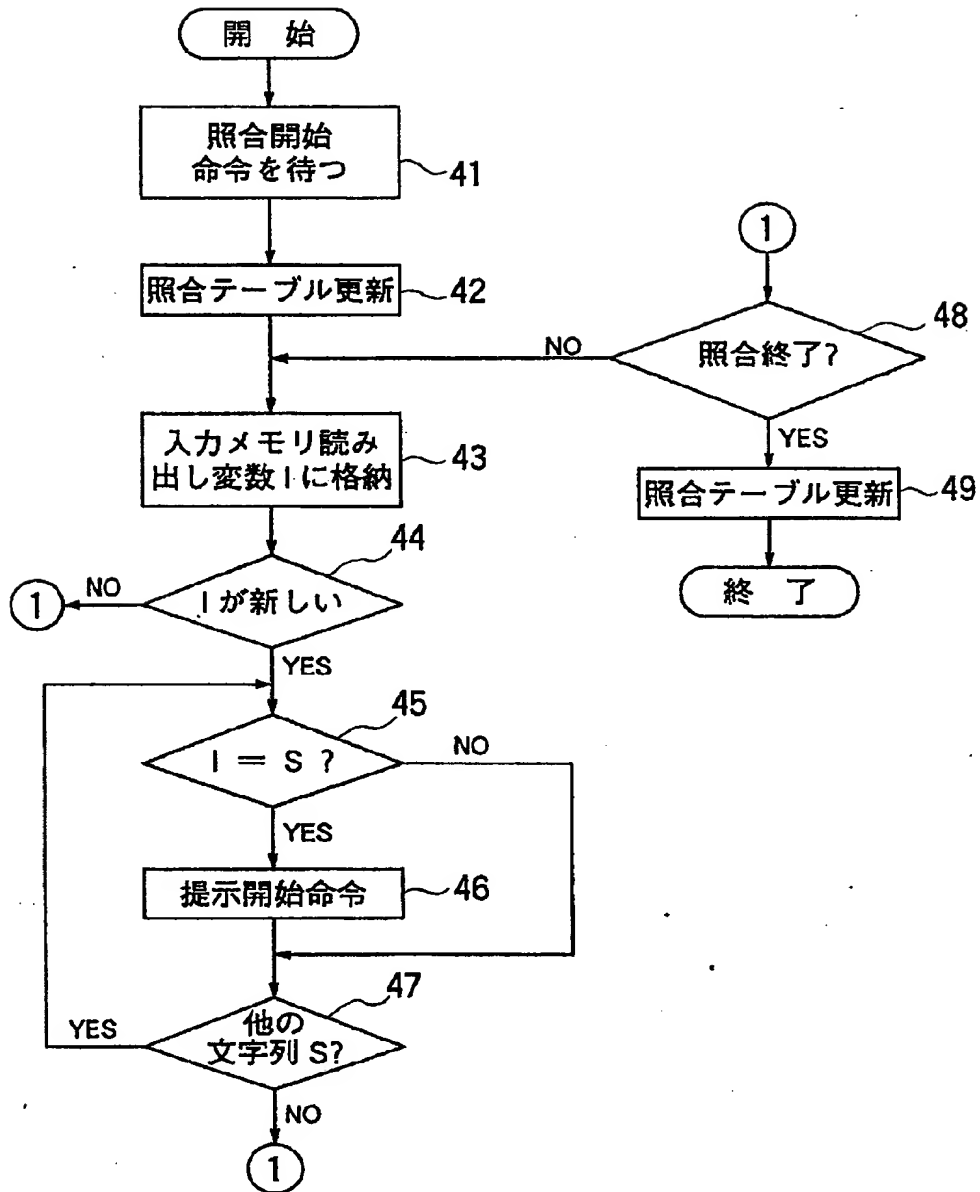 開 始
照合開始
命令を待つ
41
照合テーブル更新
42
入力メモリ読み
出し変数Iに格納
43
44
Iが新しい
NO
1
YES
45
I = S ?
NO
YES
提示開始命令
46
47
他の
文字列 S?
YES
NO
1
1
48
照合終了?
NO
YES
照合テーブル更新
49
終 了